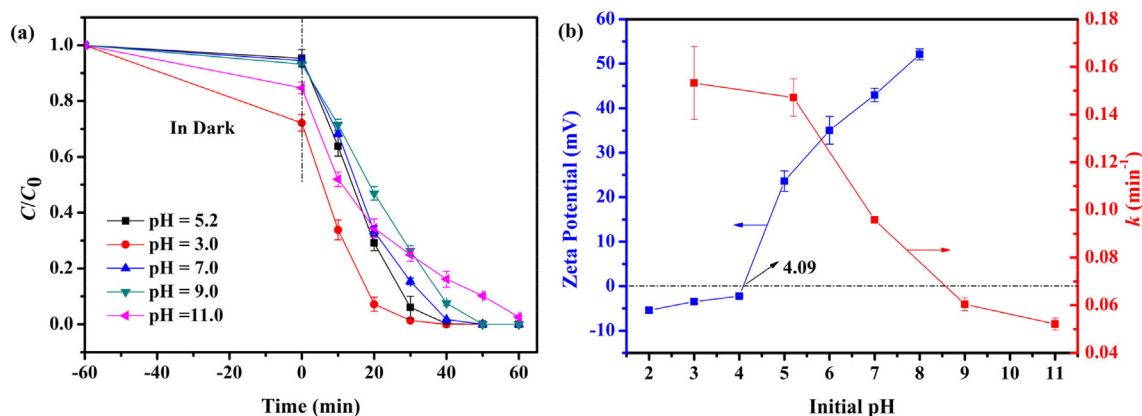 (a)
1.0
0.8
0.6
0.4
0.2
0.0
C/C0
In Dark
pH = 5.2
pH = 3.0
pH = 7.0
pH = 9.0
pH =11.0
-60 -40 -20 0 20 40 60
Time (min)
(b)
60
50
40
30
20
10
0
-10
Zeta Potential (mV)
4.09
0.18
0.16
0.14
0.12
0.10
0.08
0.06
0.04
k (min-1)
2 3 4 5 6 7 8 9 10 11
Initial pH